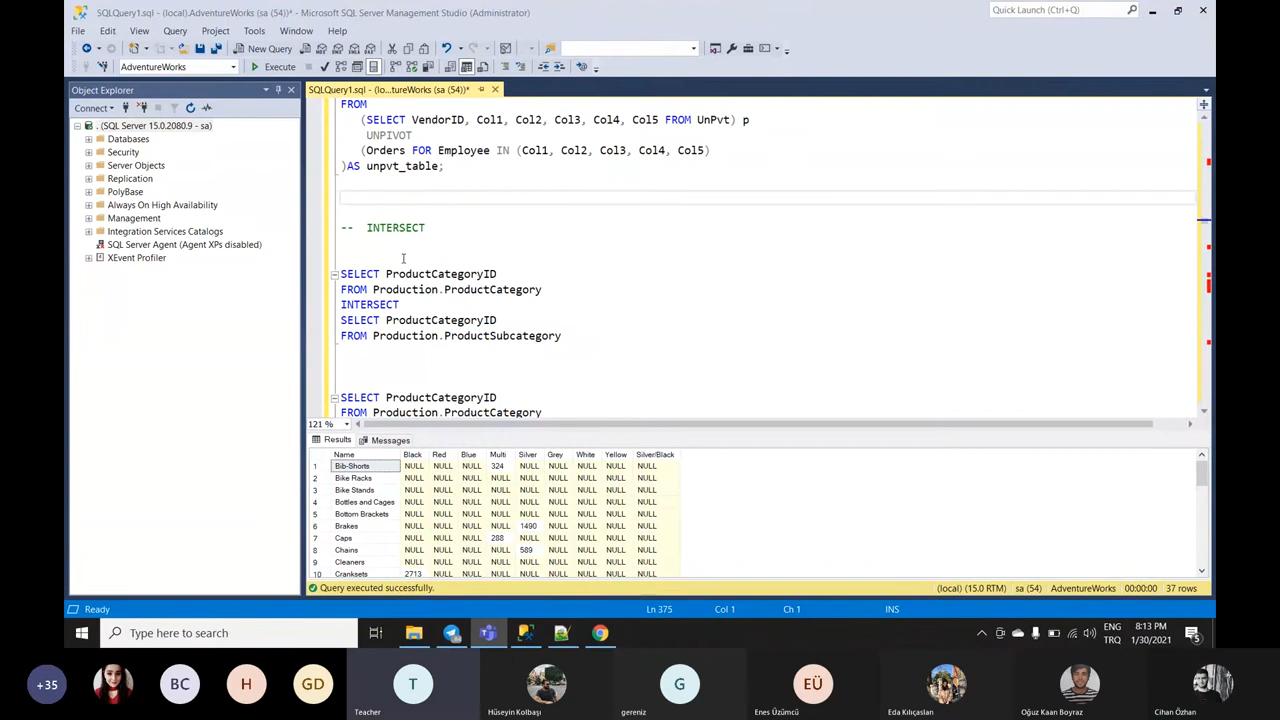 SQLQuery1.sql - (local).AdventureWorks (sa (54))* - Microsoft SQL Server Management Studio (Administrator)
Quick Launch (Ctrl+Q)
File Edit View Query Project Tools Window Help
New Query
AdventureWorks
Execute
Object Explorer
SQLQuery1.sql - (lo...tureWorks (sa (54))*
Connect
. (SQL Server 15.0.2080.9 - sa)
Databases
Security
Server Objects
Replication
PolyBase
Always On High Availability
Management
Integration Services Catalogs
SQL Server Agent (Agent XPs disabled)
XEvent Profiler
FROM
(SELECT VendorID, Col1, Col2, Col3, Col4, Col5 FROM UnPvt) p
UNPIVOT
(Orders FOR Employee IN (Col1, Col2, Col3, Col4, Col5)
)AS unpvt_table;
-- INTERSECT
SELECT ProductCategoryID
FROM Production.ProductCategory
INTERSECT
SELECT ProductCategoryID
FROM Production.ProductSubcategory
SELECT ProductCategoryID
FROM Production.ProductCategory
121 %
Results Messages
Name Black Red Blue Multi Silver Grey White Yellow Silver/Black
1 Bib-Shorts NULL NULL NULL 324 NULL NULL NULL NULL NULL
2 Bike Racks NULL NULL NULL NULL NULL NULL NULL NULL NULL
3 Bike Stands NULL NULL NULL NULL NULL NULL NULL NULL NULL
4 Bottles and Cages NULL NULL NULL NULL NULL NULL NULL NULL NULL
5 Bottom Brackets NULL NULL NULL NULL NULL NULL NULL NULL NULL
6 Brakes NULL NULL NULL NULL 1490 NULL NULL NULL NULL
7 Caps NULL NULL NULL 288 NULL NULL NULL NULL NULL
8 Chains NULL NULL NULL NULL 589 NULL NULL NULL NULL
9 Cleaners NULL NULL NULL NULL NULL NULL NULL NULL NULL
10 Cranksets 2713 NULL NULL NULL NULL NULL NULL NULL NULL
Query executed successfully.
(local) (15.0 RTM) sa (54) AdventureWorks 00:00:00 37 rows
Ready
Ln 375 Col 1 Ch 1 INS
Type here to search
ENG
TRQ
8:13 PM
1/30/2021
5
+35 BC H GD T G EÜ
Teacher Hüseyin Kolbaşı gereniz Enes Üzümcü Eda Kılıçaslan Oğuz Kaan Boyraz Cihan Özhan